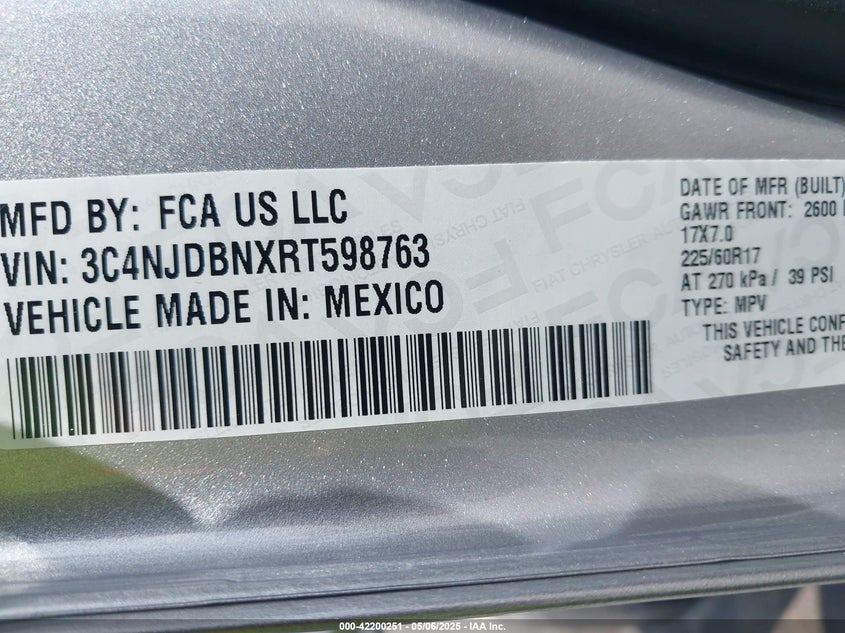 MFD BY: FCA US LLC
VIN: 3C4NJDBNXRT598763
VEHICLE MADE IN: MEXICO
DATE OF MFR (BUILT)
GAWR FRONT: 2600
17X7.0
225/60R17
AT 270 kPa / 39 PSI
TYPE: MPV
THIS VEHICLE CONF
SAFETY AND THE
000-42200251 - 05/06/2025 - IAA Inc.